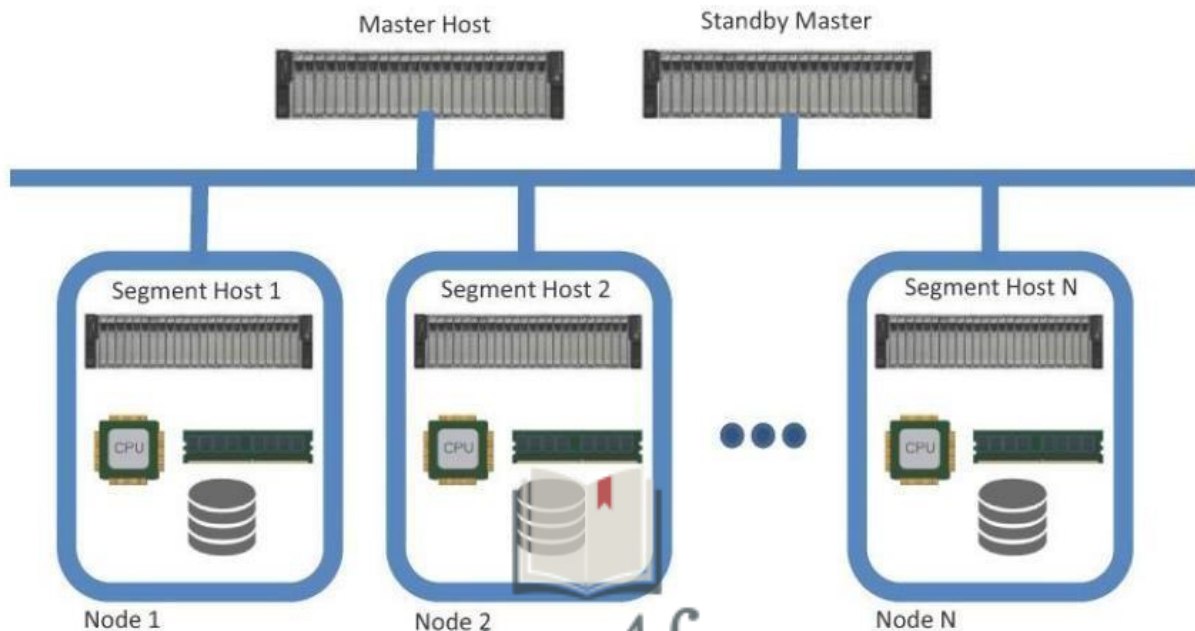 Master Host
Standby Master
Segment Host 1
Segment Host 2
Segment Host N
CPU
CPU
CPU
Node 1
Node 2
Node N